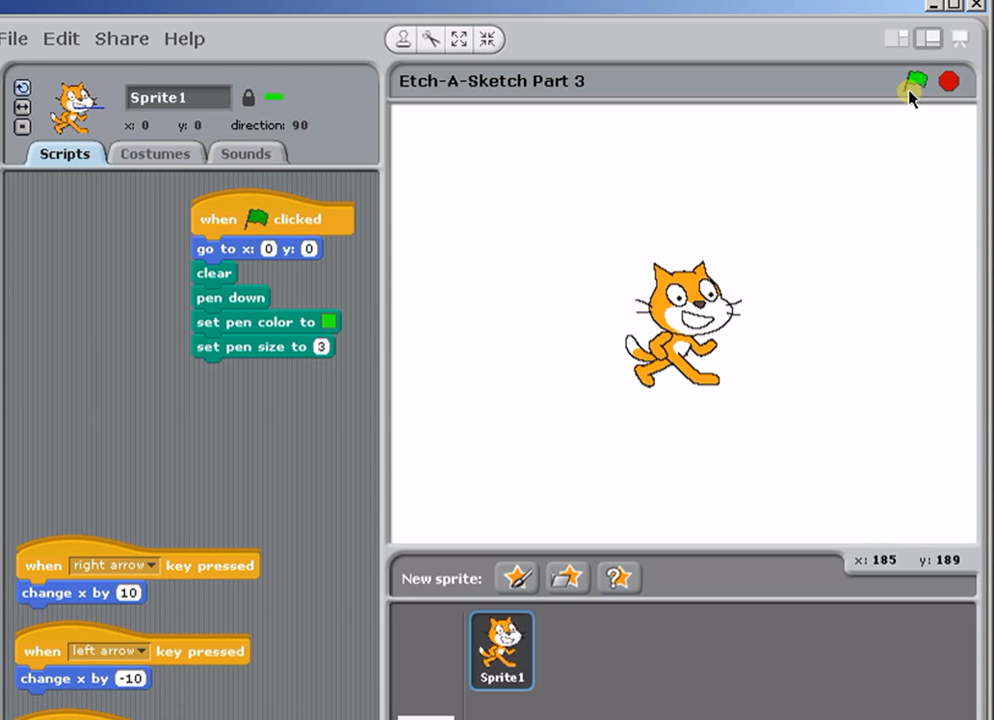 File Edit Share Help
Etch-A-Sketch Part 3
Sprite1
x: 0 y: 0 direction: 90
Scripts Costumes Sounds
when clicked
go to x: 0 y: 0
clear
pen down
set pen color to
set pen size to 3
x: 185 y: 189
New sprite:
when right arrow key pressed
change x by 10
when left arrow key pressed
change x by -10
Sprite1